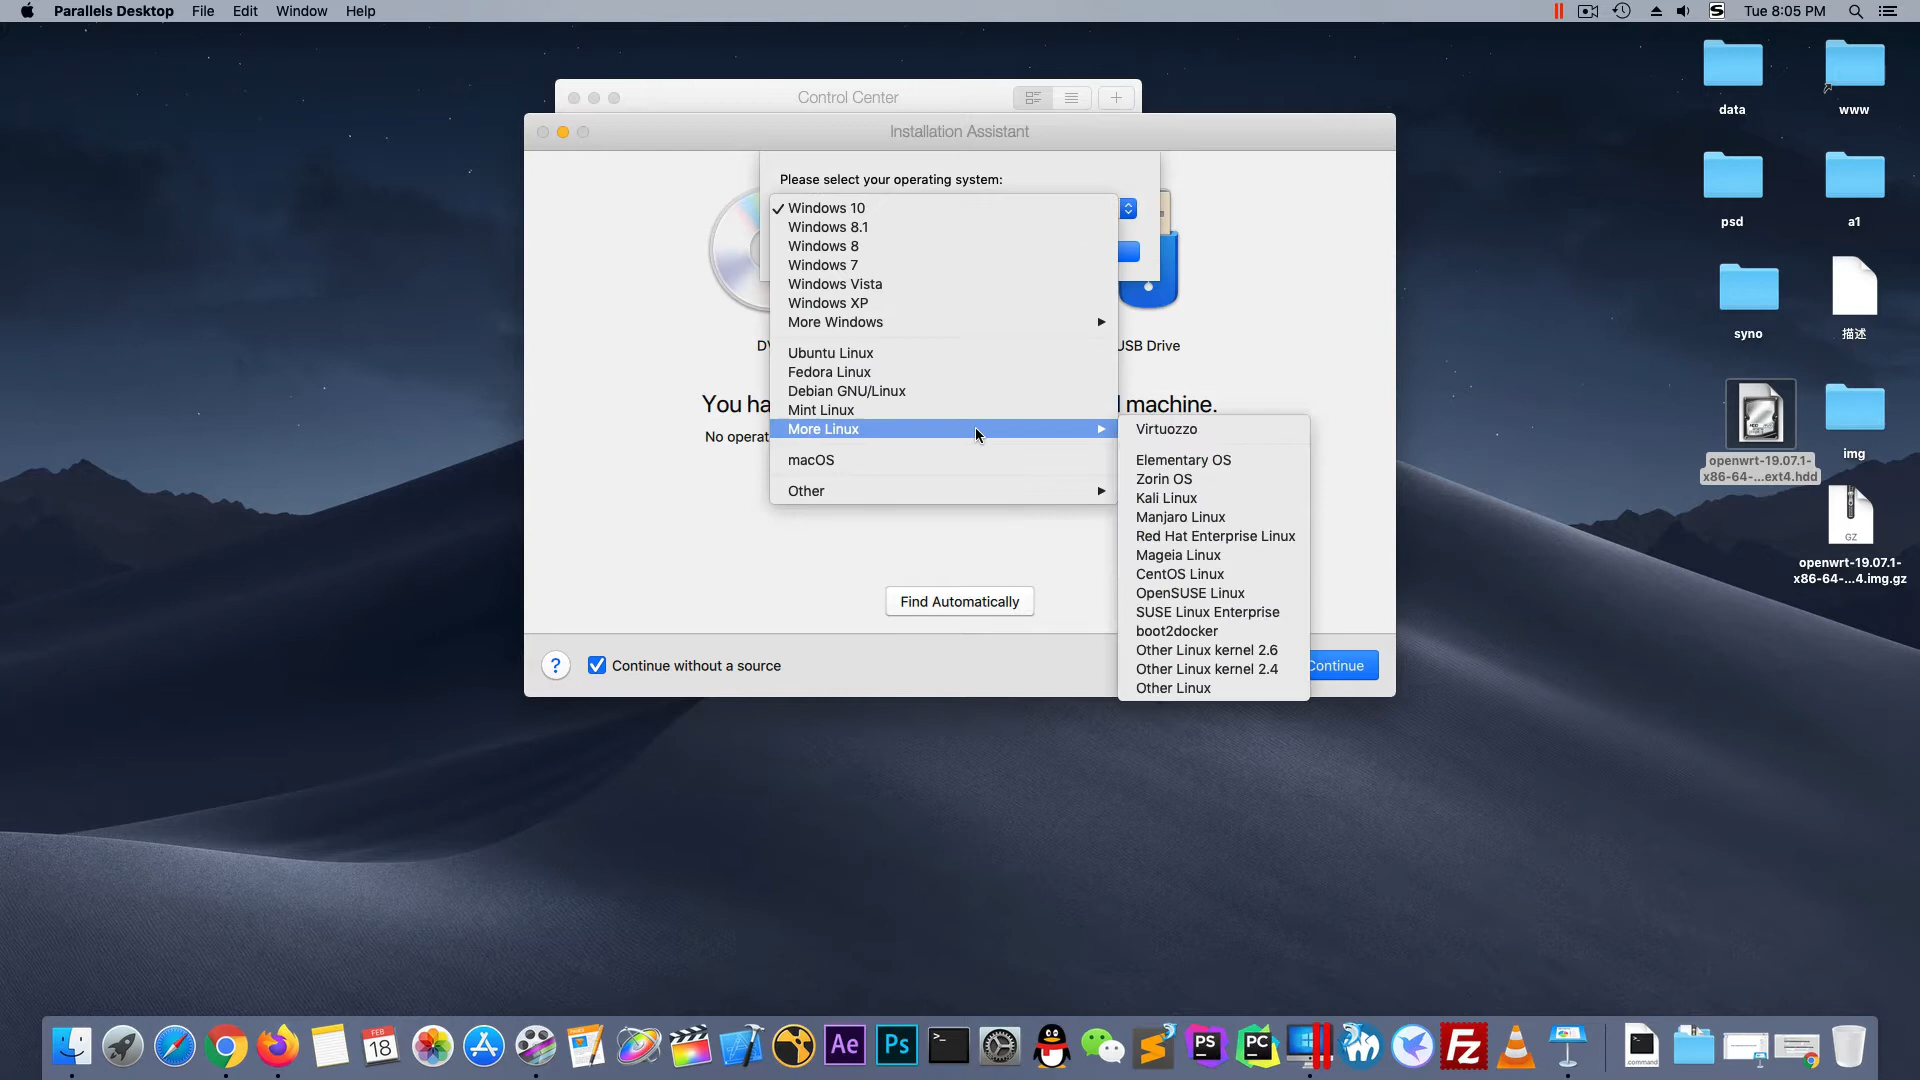 Parallels Desktop File Edit Window Help
S Tue 8:05 PM
Control Center
Installation Assistant
Please select your operating system:
Windows 10
Windows 8.1
Windows 8
Windows 7
Windows Vista
Windows XP
More Windows
Ubuntu Linux
Fedora Linux
Debian GNU/Linux
Mint Linux
More Linux
macOS
Other
Virtuozzo
Elementary OS
Zorin OS
Kali Linux
Manjaro Linux
Red Hat Enterprise Linux
Mageia Linux
CentOS Linux
OpenSUSE Linux
SUSE Linux Enterprise
boot2docker
Other Linux kernel 2.6
Other Linux kernel 2.4
Other Linux
USB Drive
You ha
machine.
No operat
Find Automatically
? Continue without a source
Continue
data
www
psd
a1
syno
描述
openwrt-19.07.1-
x86-64-...ext4.hdd
img
GZ
openwrt-19.07.1-
x86-64-...4.img.gz
FEB
18
Ae
Ps
PS
PC
Fz